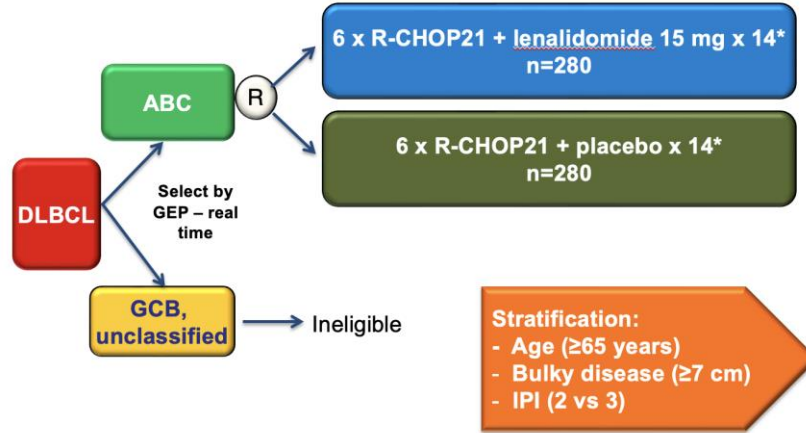 6 x R-CHOP21 + lenalidomide 15 mg x 14*
n=280
ABC
R
6 x R-CHOP21 + placebo x 14*
n=280
Select by
GEP – real
time
DLBCL
GCB,
unclassified
Ineligible
Stratification:
- Age (≥65 years)
- Bulky disease (≥7 cm)
- IPI (2 vs 3)